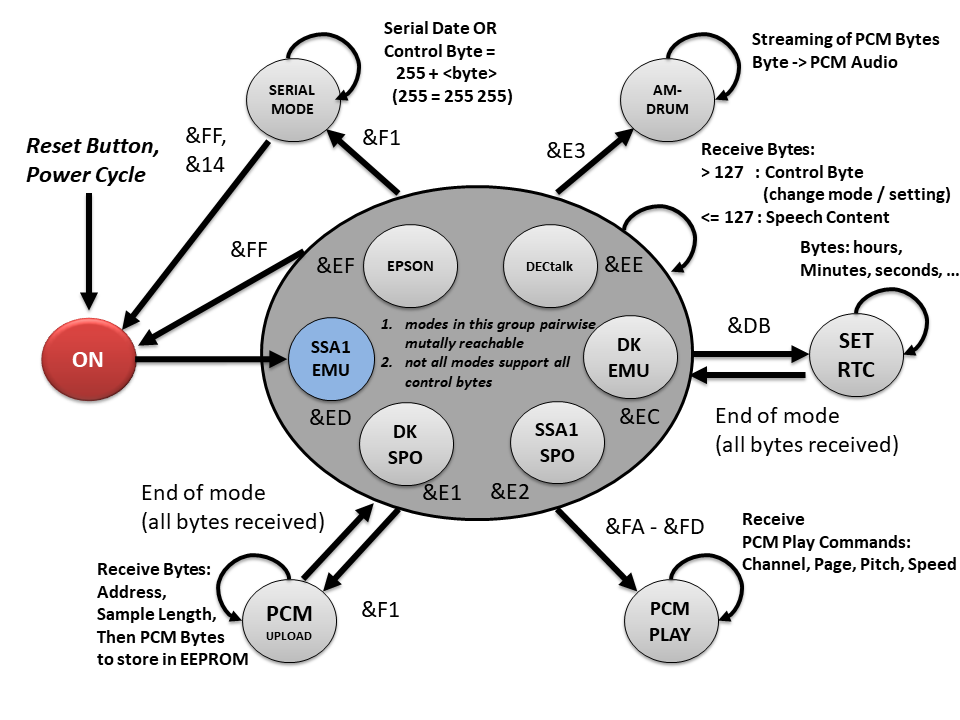 Serial Date OR
Control Byte =
255 + <byte>
(255 = 255 255)
Streaming of PCM Bytes
Byte -> PCM Audio
SERIAL
MODE
AM-
DRUM
&FF,
&14
&F1
&E3
Reset Button,
Power Cycle
Receive Bytes:
> 127 : Control Byte
(change mode / setting)
<= 127 : Speech Content
&FF
&EF
EPSON
DECtalk
&EE
Bytes: hours,
Minutes, seconds, ...
1. modes in this group pairwise
mutally reachable
2. not all modes support all
control bytes
ON
SSA1
EMU
DK
EMU
&DB
SET
RTC
&ED
&EC
End of mode
(all bytes received)
DK
SPO
SSA1
SPO
&E1
&E2
End of mode
(all bytes received)
&FA - &FD
Receive
PCM Play Commands:
Channel, Page, Pitch, Speed
Receive Bytes:
Address,
Sample Length,
Then PCM Bytes
to store in EEPROM
PCM
UPLOAD
&F1
PCM
PLAY